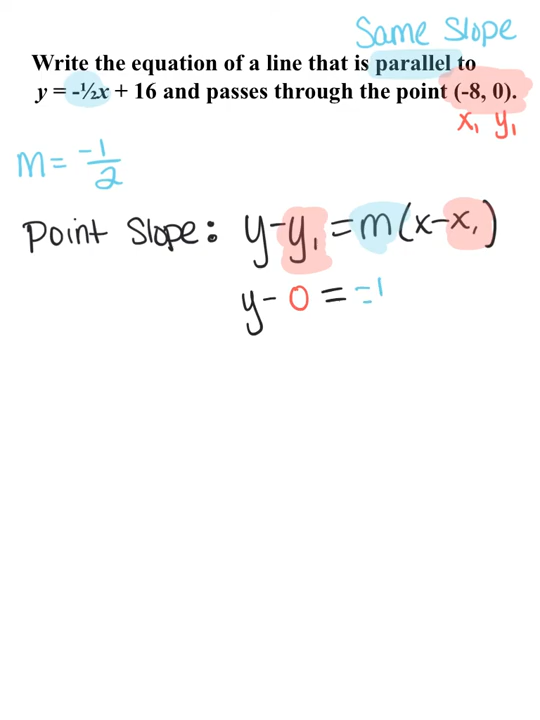 Same Slope
Write the equation of a line that is parallel to
y = -½x + 16 and passes through the point (-8, 0).
x₁ y₁
m = -1/2
Point Slope: y - y₁ = m(x - x₁)
y - 0 = -1